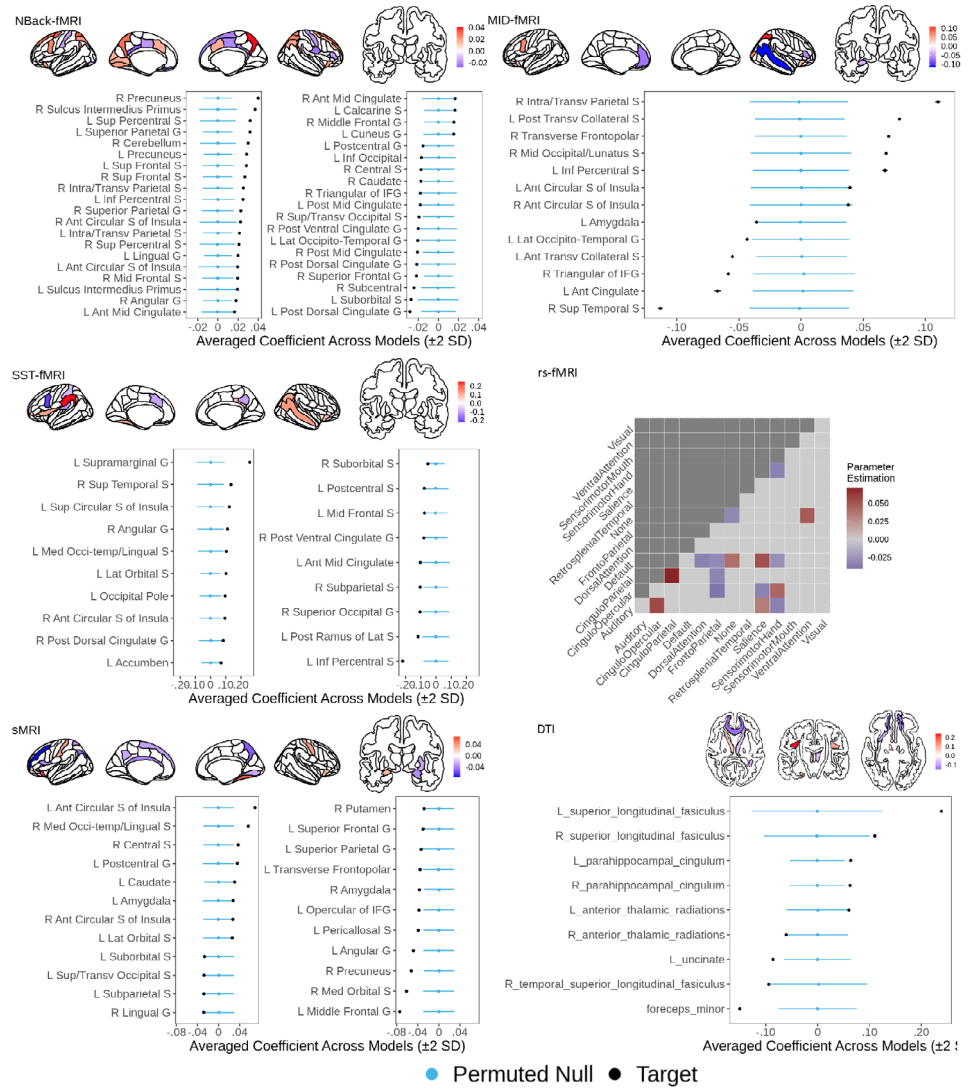 NBack-fMRI
0.04
0.02
0.00
-0.02
R Precuneus
R Sulcus Intermedius Primus
L Sup Percentral S
L Superior Parietal G
R Cerebellum
L Precuneus
L Sup Frontal S
R Sup Frontal S
R Intra/Transv Parietal S
L Inf Percentral S
R Superior Parietal G
R Ant Circular S of Insula
L Intra/Transv Parietal S
R Sup Percentral S
L Lingual G
L Ant Circular S of Insula
R Mid Frontal S
L Sulcus Intermedius Primus
R Angular G
L Ant Mid Cingulate
-.02 0 0.02 0.04
R Ant Mid Cingulate
L Calcarine S
R Middle Frontal G
L Cuneus G
L Postcentral G
L Inf Occipital
R Central S
R Caudate
R Triangular of IFG
L Post Mid Cingulate
R Sup/Transv Occipital S
R Post Ventral Cingulate G
L Lat Occipito-Temporal G
R Post Mid Cingulate
R Post Dorsal Cingulate G
R Superior Frontal G
R Subcentral
L Suborbital S
L Post Dorsal Cingulate G
-.02 0 0.02 0.04
Averaged Coefficient Across Models (±2 SD)
MID-fMRI
0.10
0.05
0.00
-0.05
-0.10
R Intra/Transv Parietal S
L Post Transv Collateral S
R Transverse Frontopolar
R Mid Occipital/Lunatus S
L Inf Percentral S
L Ant Circular S of Insula
R Ant Circular S of Insula
L Amygdala
L Lat Occipito-Temporal G
L Ant Transv Collateral S
R Triangular of IFG
L Ant Cingulate
R Sup Temporal S
-.10 -.05 0 0.05 0.10
Averaged Coefficient Across Models (±2 SD)
SST-fMRI
0.2
0.1
0.0
-0.1
-0.2
L Supramarginal G
R Sup Temporal S
L Sup Circular S of Insula
R Angular G
L Med Occi-temp/Lingual S
L Lat Orbital S
L Occipital Pole
R Ant Circular S of Insula
R Post Dorsal Cingulate G
L Accumben
-.20.10 0 .10.20
R Suborbital S
L Postcentral S
L Mid Frontal S
R Post Ventral Cingulate G
L Ant Mid Cingulate
R Subparietal S
R Superior Occipital G
L Post Ramus of Lat S
L Inf Percentral S
-.20.10 0 .10.20
Averaged Coefficient Across Models (±2 SD)
rs-fMRI
Visual
VentralAttention
SensorimotorMouth
SensorimotorHand
Salience
RetrosplenialTemporal
None
FrontoParietal
DorsalAttention
Default
CinguloParietal
CinguloOpercular
Auditory
Auditory
CinguloOpercular
CinguloParietal
Default
DorsalAttention
FrontoParietal
None
RetrosplenialTemporal
Salience
SensorimotorHand
SensorimotorMouth
VentralAttention
Visual
Parameter
Estimation
0.050
0.025
0.000
-0.025
sMRI
0.04
0.00
-0.04
L Ant Circular S of Insula
R Med Occi-temp/Lingual S
R Central S
L Postcentral G
L Caudate
L Amygdala
R Ant Circular S of Insula
L Lat Orbital S
L Suborbital S
L Sup/Transv Occipital S
L Subparietal S
R Lingual G
-.08 -.04 0 .04
R Putamen
L Superior Frontal G
L Superior Parietal G
L Transverse Frontopolar
R Amygdala
L Opercular of IFG
L Pericallosal S
L Angular G
R Precuneus
R Med Orbital S
L Middle Frontal G
-.08 -.04 0 .04
Averaged Coefficient Across Models (±2 SD)
DTI
0.2
0.1
0.0
-0.1
L_superior_longitudinal_fasiculus
R_superior_longitudinal_fasiculus
L_parahippocampal_cingulum
R_parahippocampal_cingulum
L_anterior_thalamic_radiations
R_anterior_thalamic_radiations
L_uncinate
R_temporal_superior_longitudinal_fasiculus
foreceps_minor
-.10 0 .10 .20
Averaged Coefficient Across Models (±2 S
Permuted Null Target